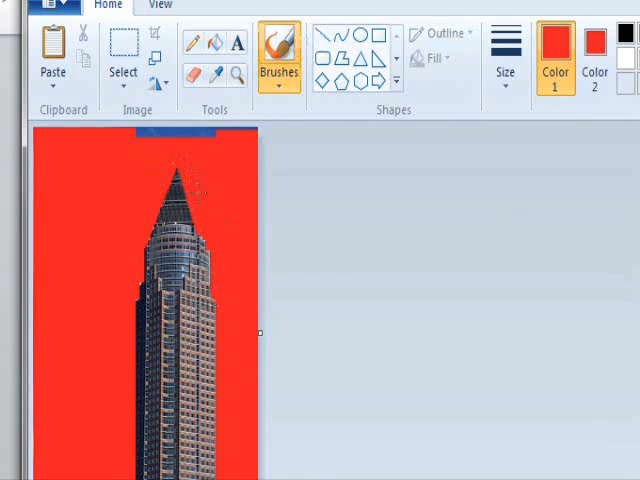 Home View
Paste
Select
A
Brushes
Outline
Fill
Size
Color
1
Color
2
Clipboard Image Tools Shapes